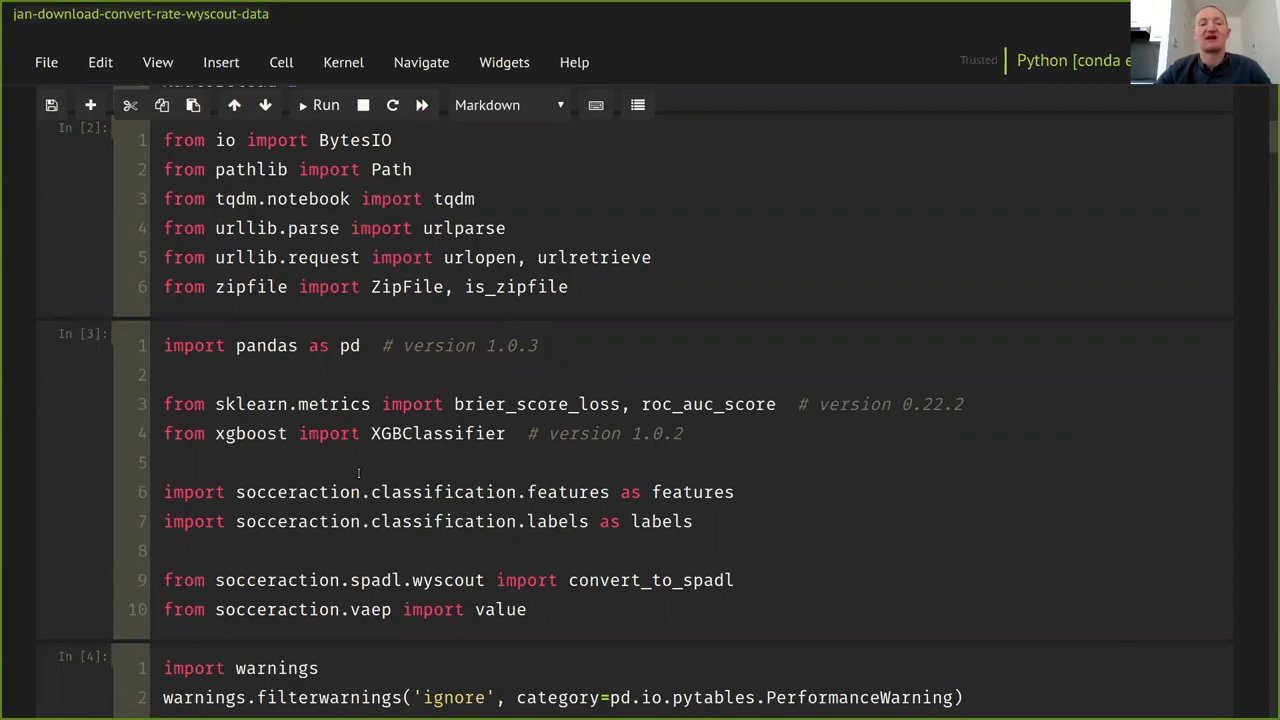 jan-download-convert-rate-wyscout-data
File Edit View Insert Cell Kernel Navigate Widgets Help
Trusted Python [conda e
Run Markdown
In [2]:
1 from io import BytesIO
2 from pathlib import Path
3 from tqdm.notebook import tqdm
4 from urllib.parse import urlparse
5 from urllib.request import urlopen, urlretrieve
6 from zipfile import ZipFile, is_zipfile
In [3]:
1 import pandas as pd # version 1.0.3
2
3 from sklearn.metrics import brier_score_loss, roc_auc_score # version 0.22.2
4 from xgboost import XGBClassifier # version 1.0.2
5
6 import socceraction.classification.features as features
7 import socceraction.classification.labels as labels
8
9 from socceraction.spadl.wyscout import convert_to_spadl
10 from socceraction.vaep import value
In [4]:
1 import warnings
2 warnings.filterwarnings('ignore', category=pd.io.pytables.PerformanceWarning)